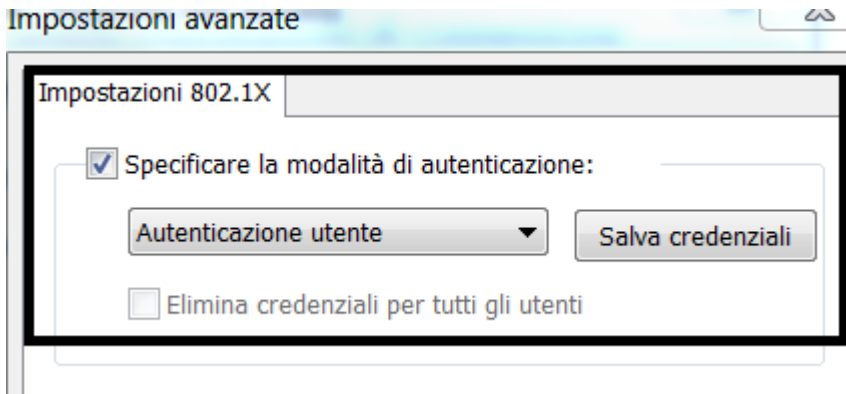 Impostazioni avanzate
Impostazioni 802.1X
Specificare la modalità di autenticazione:
Autenticazione utente
Salva credenziali
Elimina credenziali per tutti gli utenti